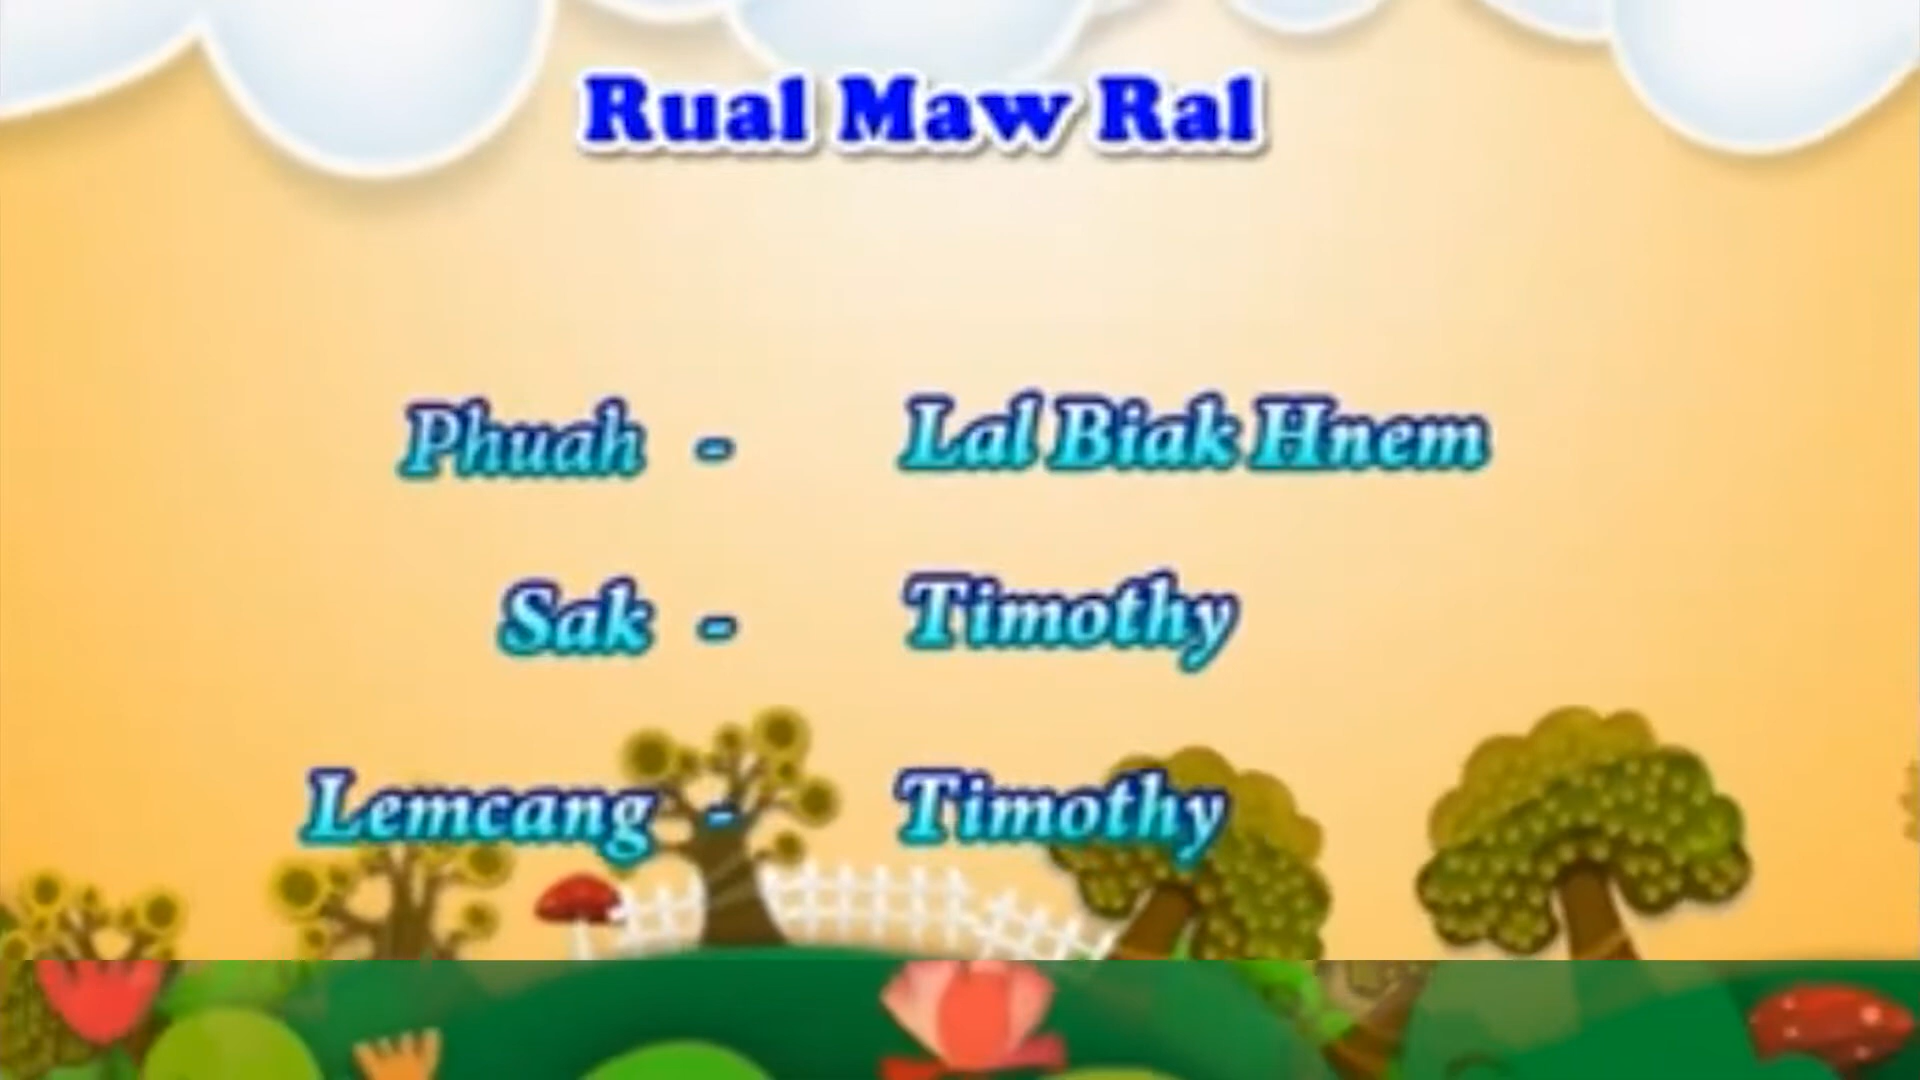 Rual Maw Ral
Phuah - Lal Biak Hnem
Sak - Timothy
Lemcang - Timothy